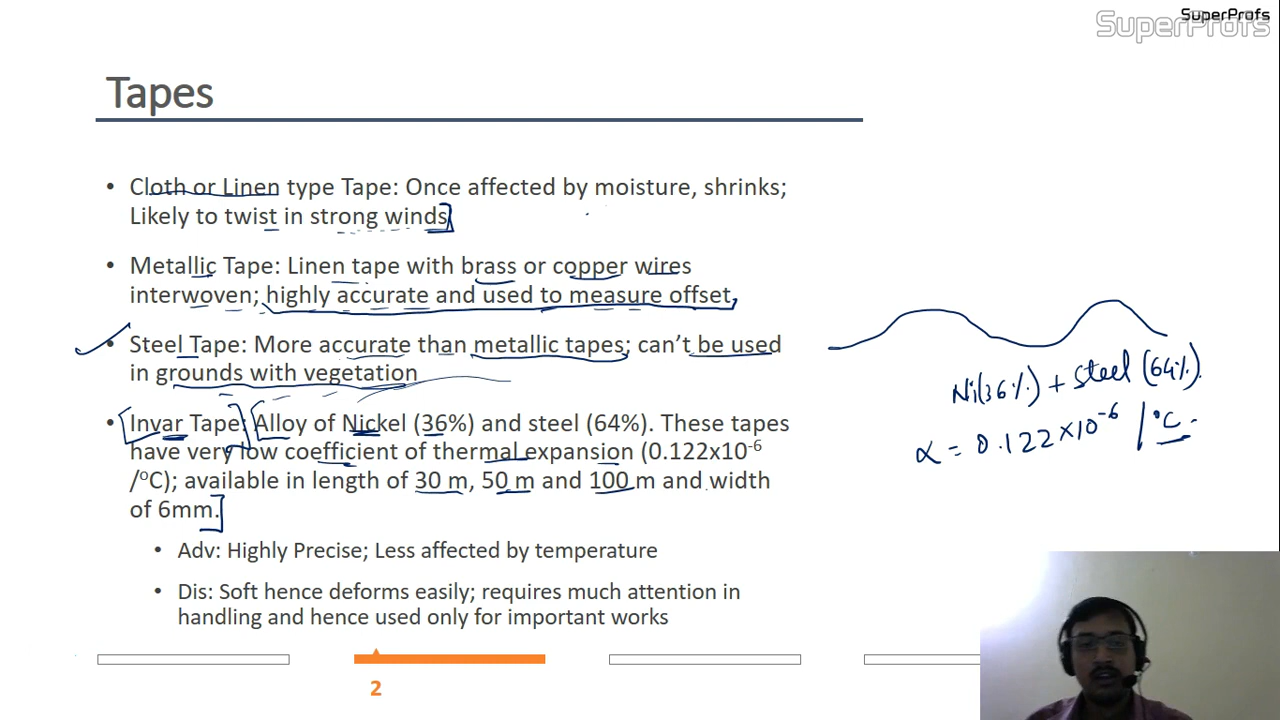 SuperProfs
SuperProfs
Tapes
• Cloth or Linen type Tape: Once affected by moisture, shrinks;
Likely to twist in strong winds
• Metallic Tape: Linen tape with brass or copper wires
interwoven; highly accurate and used to measure offset,
• Steel Tape: More accurate than metallic tapes; can't be used
in grounds with vegetation
• Invar Tape: Alloy of Nickel (36%) and steel (64%). These tapes
have very low coefficient of thermal expansion (0.122x10⁻⁶
/⁰C); available in length of 30 m, 50 m and 100 m and width
of 6mm.
• Adv: Highly Precise; Less affected by temperature
• Dis: Soft hence deforms easily; requires much attention in
handling and hence used only for important works
Ni(36%) + steel (64%).
α = 0.122×10⁻⁶ /°C.
2